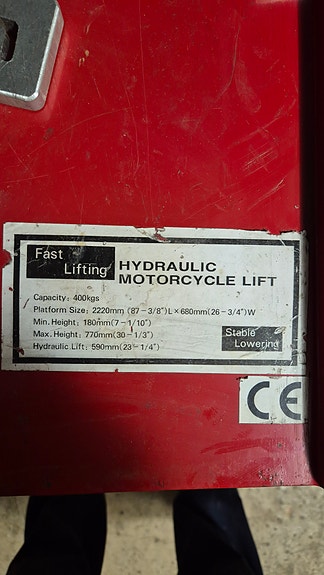 Fast
Lifting
HYDRAULIC
MOTORCYCLE LIFT
Capacity: 400kgs
Platform Size: 2220mm (87-3/8")L×680mm(26-3/4")W
Min. Height: 180mm(7-1/10")
Max. Height: 770mm(30-1/3")
Hydraulic. Lift: 590mm(23-1/4")
Stable
Lowering
CE